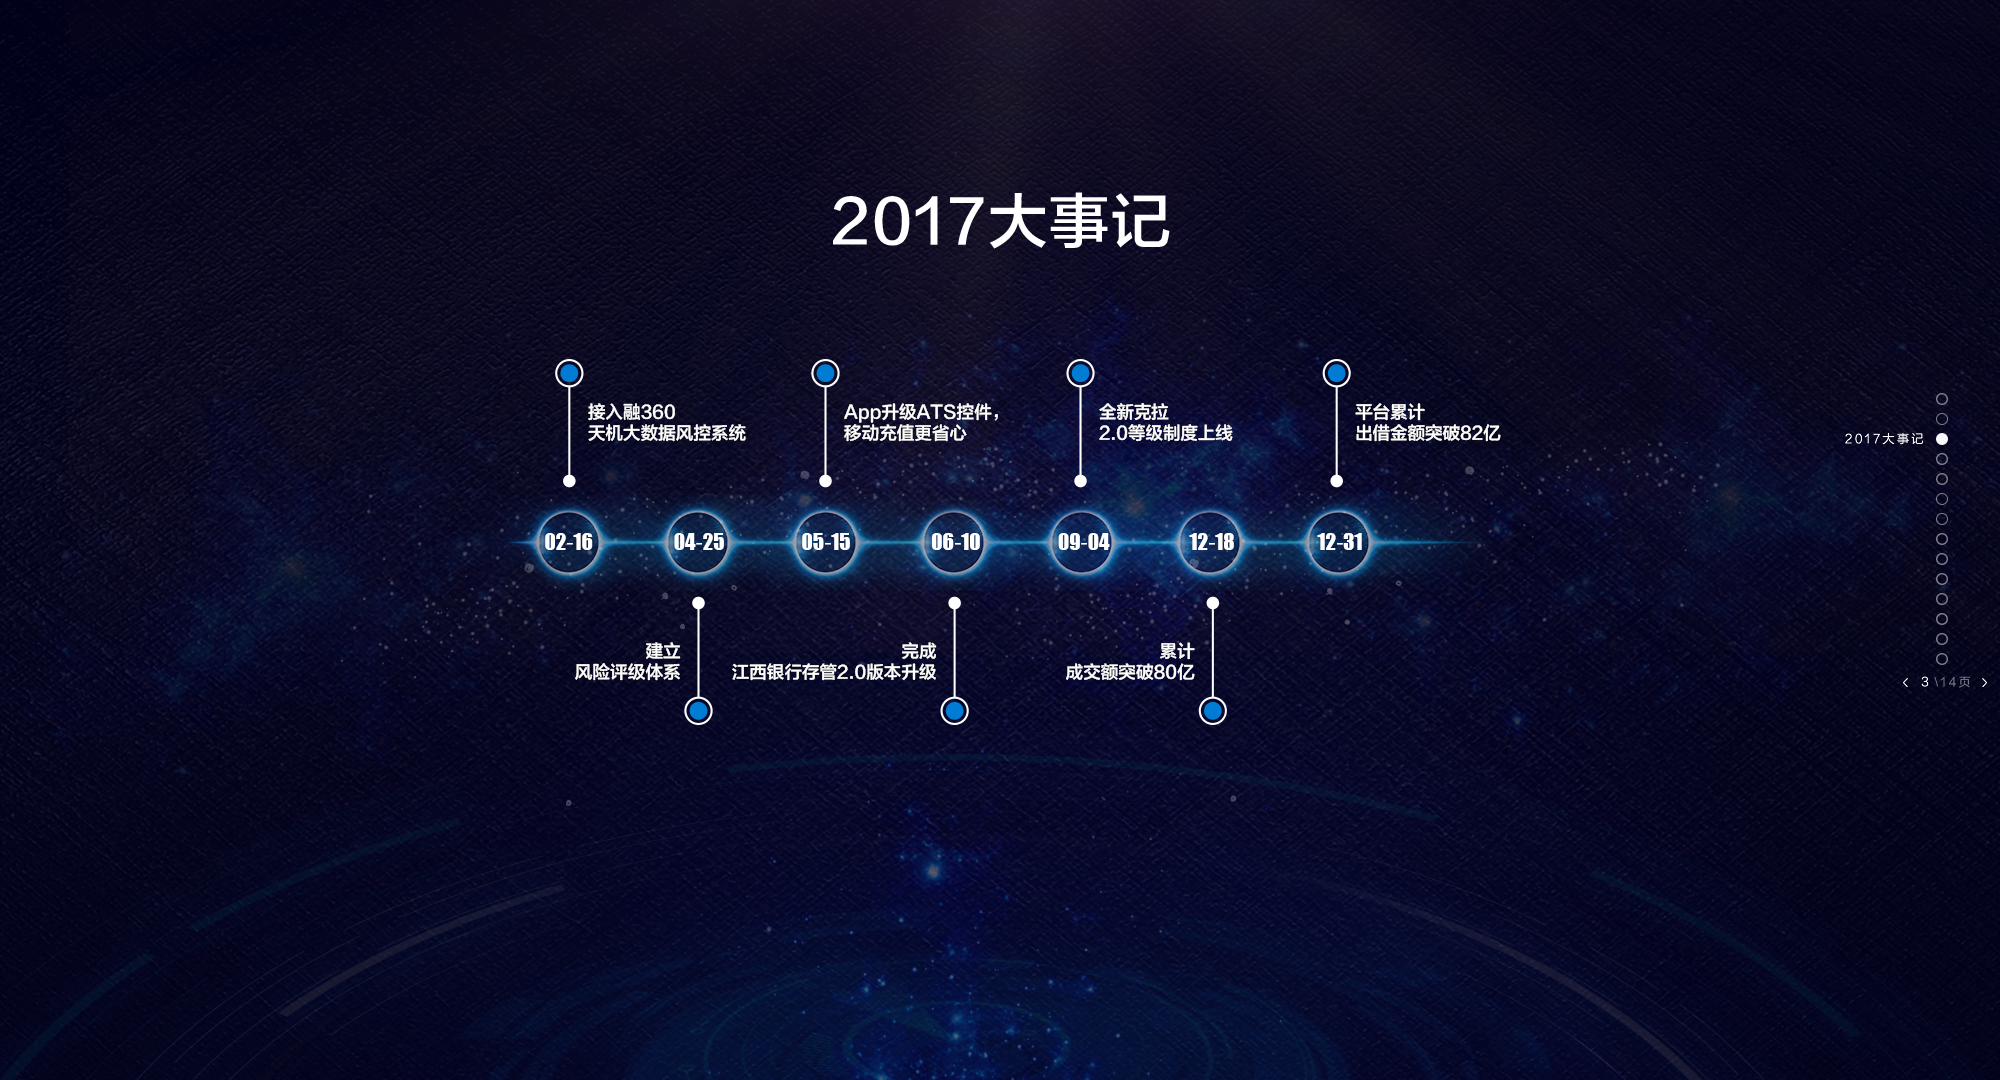 2017大事记
接入融360
天机大数据风控系统
App升级ATS控件，
移动充值更省心
全新克拉
2.0等级制度上线
平台累计
出借金额突破82亿
2017大事记
02-16
04-25
05-15
06-10
09-04
12-18
12-31
建立
风险评级体系
完成
江西银行存管2.0版本升级
累计
成交额突破80亿
3 \14页